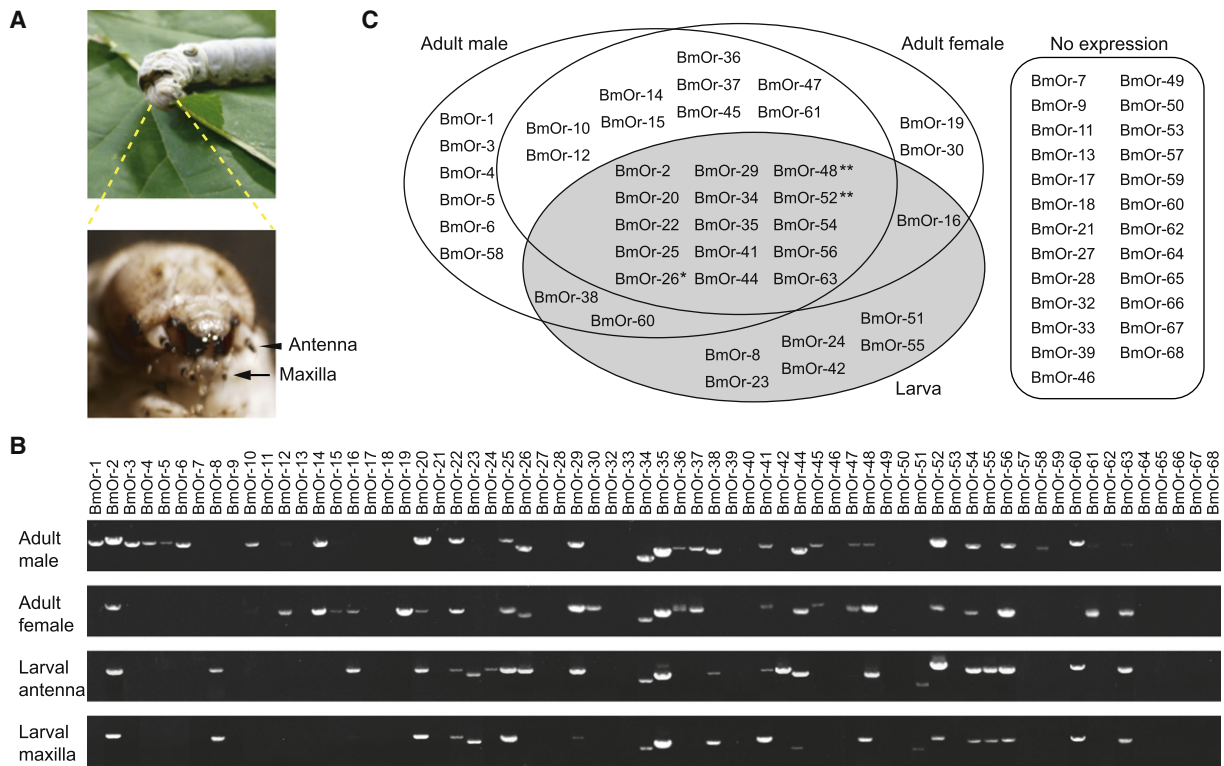 A
Antenna
Maxilla
C
Adult male
Adult female
No expression
BmOr-1
BmOr-3
BmOr-4
BmOr-5
BmOr-6
BmOr-58
BmOr-10
BmOr-12
BmOr-14
BmOr-15
BmOr-36
BmOr-37 BmOr-47
BmOr-45 BmOr-61
BmOr-19
BmOr-30
BmOr-2 BmOr-29 BmOr-48**
BmOr-20 BmOr-34 BmOr-52**
BmOr-22 BmOr-35 BmOr-54
BmOr-25 BmOr-41 BmOr-56
BmOr-26* BmOr-44 BmOr-63
BmOr-16
BmOr-38
BmOr-60
BmOr-8
BmOr-23
BmOr-24
BmOr-42
BmOr-51
BmOr-55
Larva
BmOr-7 BmOr-49
BmOr-9 BmOr-50
BmOr-11 BmOr-53
BmOr-13 BmOr-57
BmOr-17 BmOr-59
BmOr-18 BmOr-60
BmOr-21 BmOr-62
BmOr-27 BmOr-64
BmOr-28 BmOr-65
BmOr-32 BmOr-66
BmOr-33 BmOr-67
BmOr-39 BmOr-68
BmOr-46
B
BmOr-1
BmOr-2
BmOr-3
BmOr-4
BmOr-5
BmOr-6
BmOr-7
BmOr-8
BmOr-9
BmOr-10
BmOr-11
BmOr-12
BmOr-13
BmOr-14
BmOr-15
BmOr-16
BmOr-17
BmOr-18
BmOr-19
BmOr-20
BmOr-21
BmOr-22
BmOr-23
BmOr-24
BmOr-25
BmOr-26
BmOr-27
BmOr-28
BmOr-29
BmOr-30
BmOr-32
BmOr-33
BmOr-34
BmOr-35
BmOr-36
BmOr-37
BmOr-38
BmOr-39
BmOr-40
BmOr-41
BmOr-42
BmOr-44
BmOr-45
BmOr-46
BmOr-47
BmOr-48
BmOr-49
BmOr-50
BmOr-51
BmOr-52
BmOr-53
BmOr-54
BmOr-55
BmOr-56
BmOr-57
BmOr-58
BmOr-59
BmOr-60
BmOr-61
BmOr-62
BmOr-63
BmOr-64
BmOr-65
BmOr-66
BmOr-67
BmOr-68
Adult
male
Adult
female
Larval
antenna
Larval
maxilla